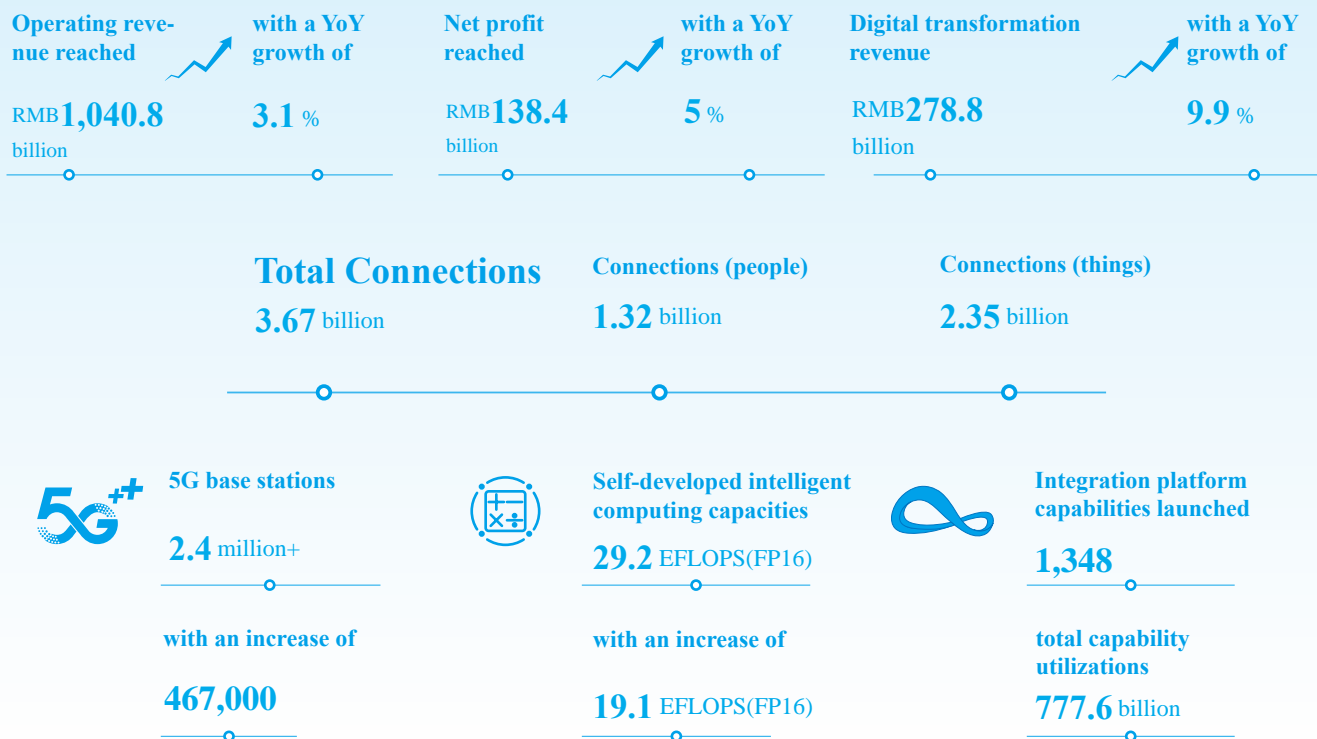 Operating reve-
nue reached
with a YoY
growth of
RMB1,040.8
billion
3.1 %
Net profit
reached
with a YoY
growth of
RMB138.4
billion
5 %
Digital transformation
revenue
with a YoY
growth of
RMB278.8
billion
9.9 %
Total Connections
3.67 billion
Connections (people)
1.32 billion
Connections (things)
2.35 billion
5G++
5G base stations
2.4 million+
with an increase of
467,000
Self-developed intelligent
computing capacities
29.2 EFLOPS(FP16)
with an increase of
19.1 EFLOPS(FP16)
Integration platform
capabilities launched
1,348
total capability
utilizations
777.6 billion